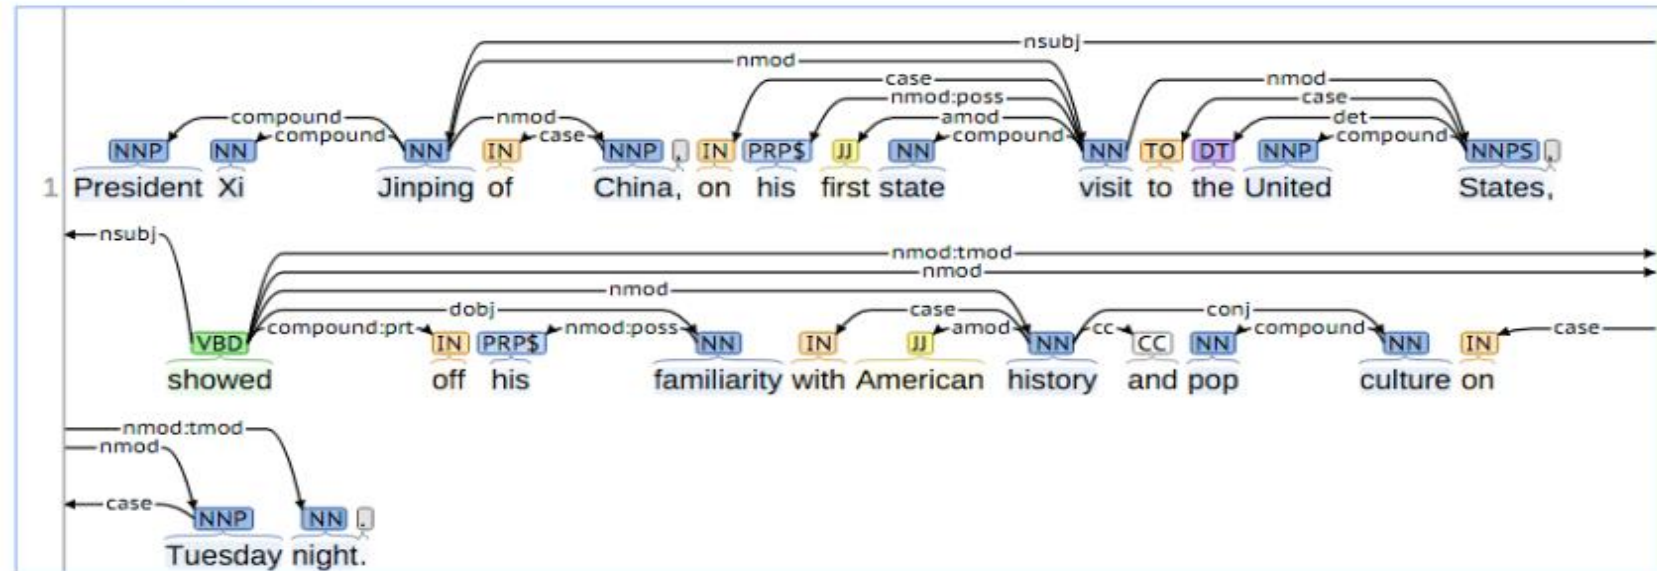 nsubj
nmod
case nmod
nmod:poss case
compound nmod amod det
compound case compound compound
NNP NN NN IN NNP , IN PRP$ JJ NN NN TO DT NNP NNPS ,
1 President Xi Jinping of China, on his first state visit to the United States,
nsubj
nmod:tmod
nmod
nmod
dobj case conj
compound:prt nmod:poss amod cc compound case
VBD IN PRP$ NN IN JJ NN CC NN NN IN
showed off his familiarity with American history and pop culture on
nmod:tmod
nmod
case
NNP NN .
Tuesday night.